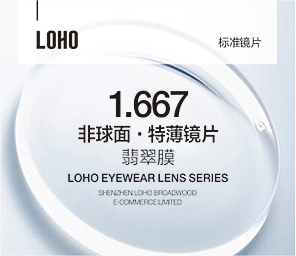 LOHO
标准镜片
1.667
非球面·特薄镜片
翡翠膜
LOHO EYEWEAR LENS SERIES
SHENZHEN LOHO BROADWOOD
E-COMMERCE LIMITED